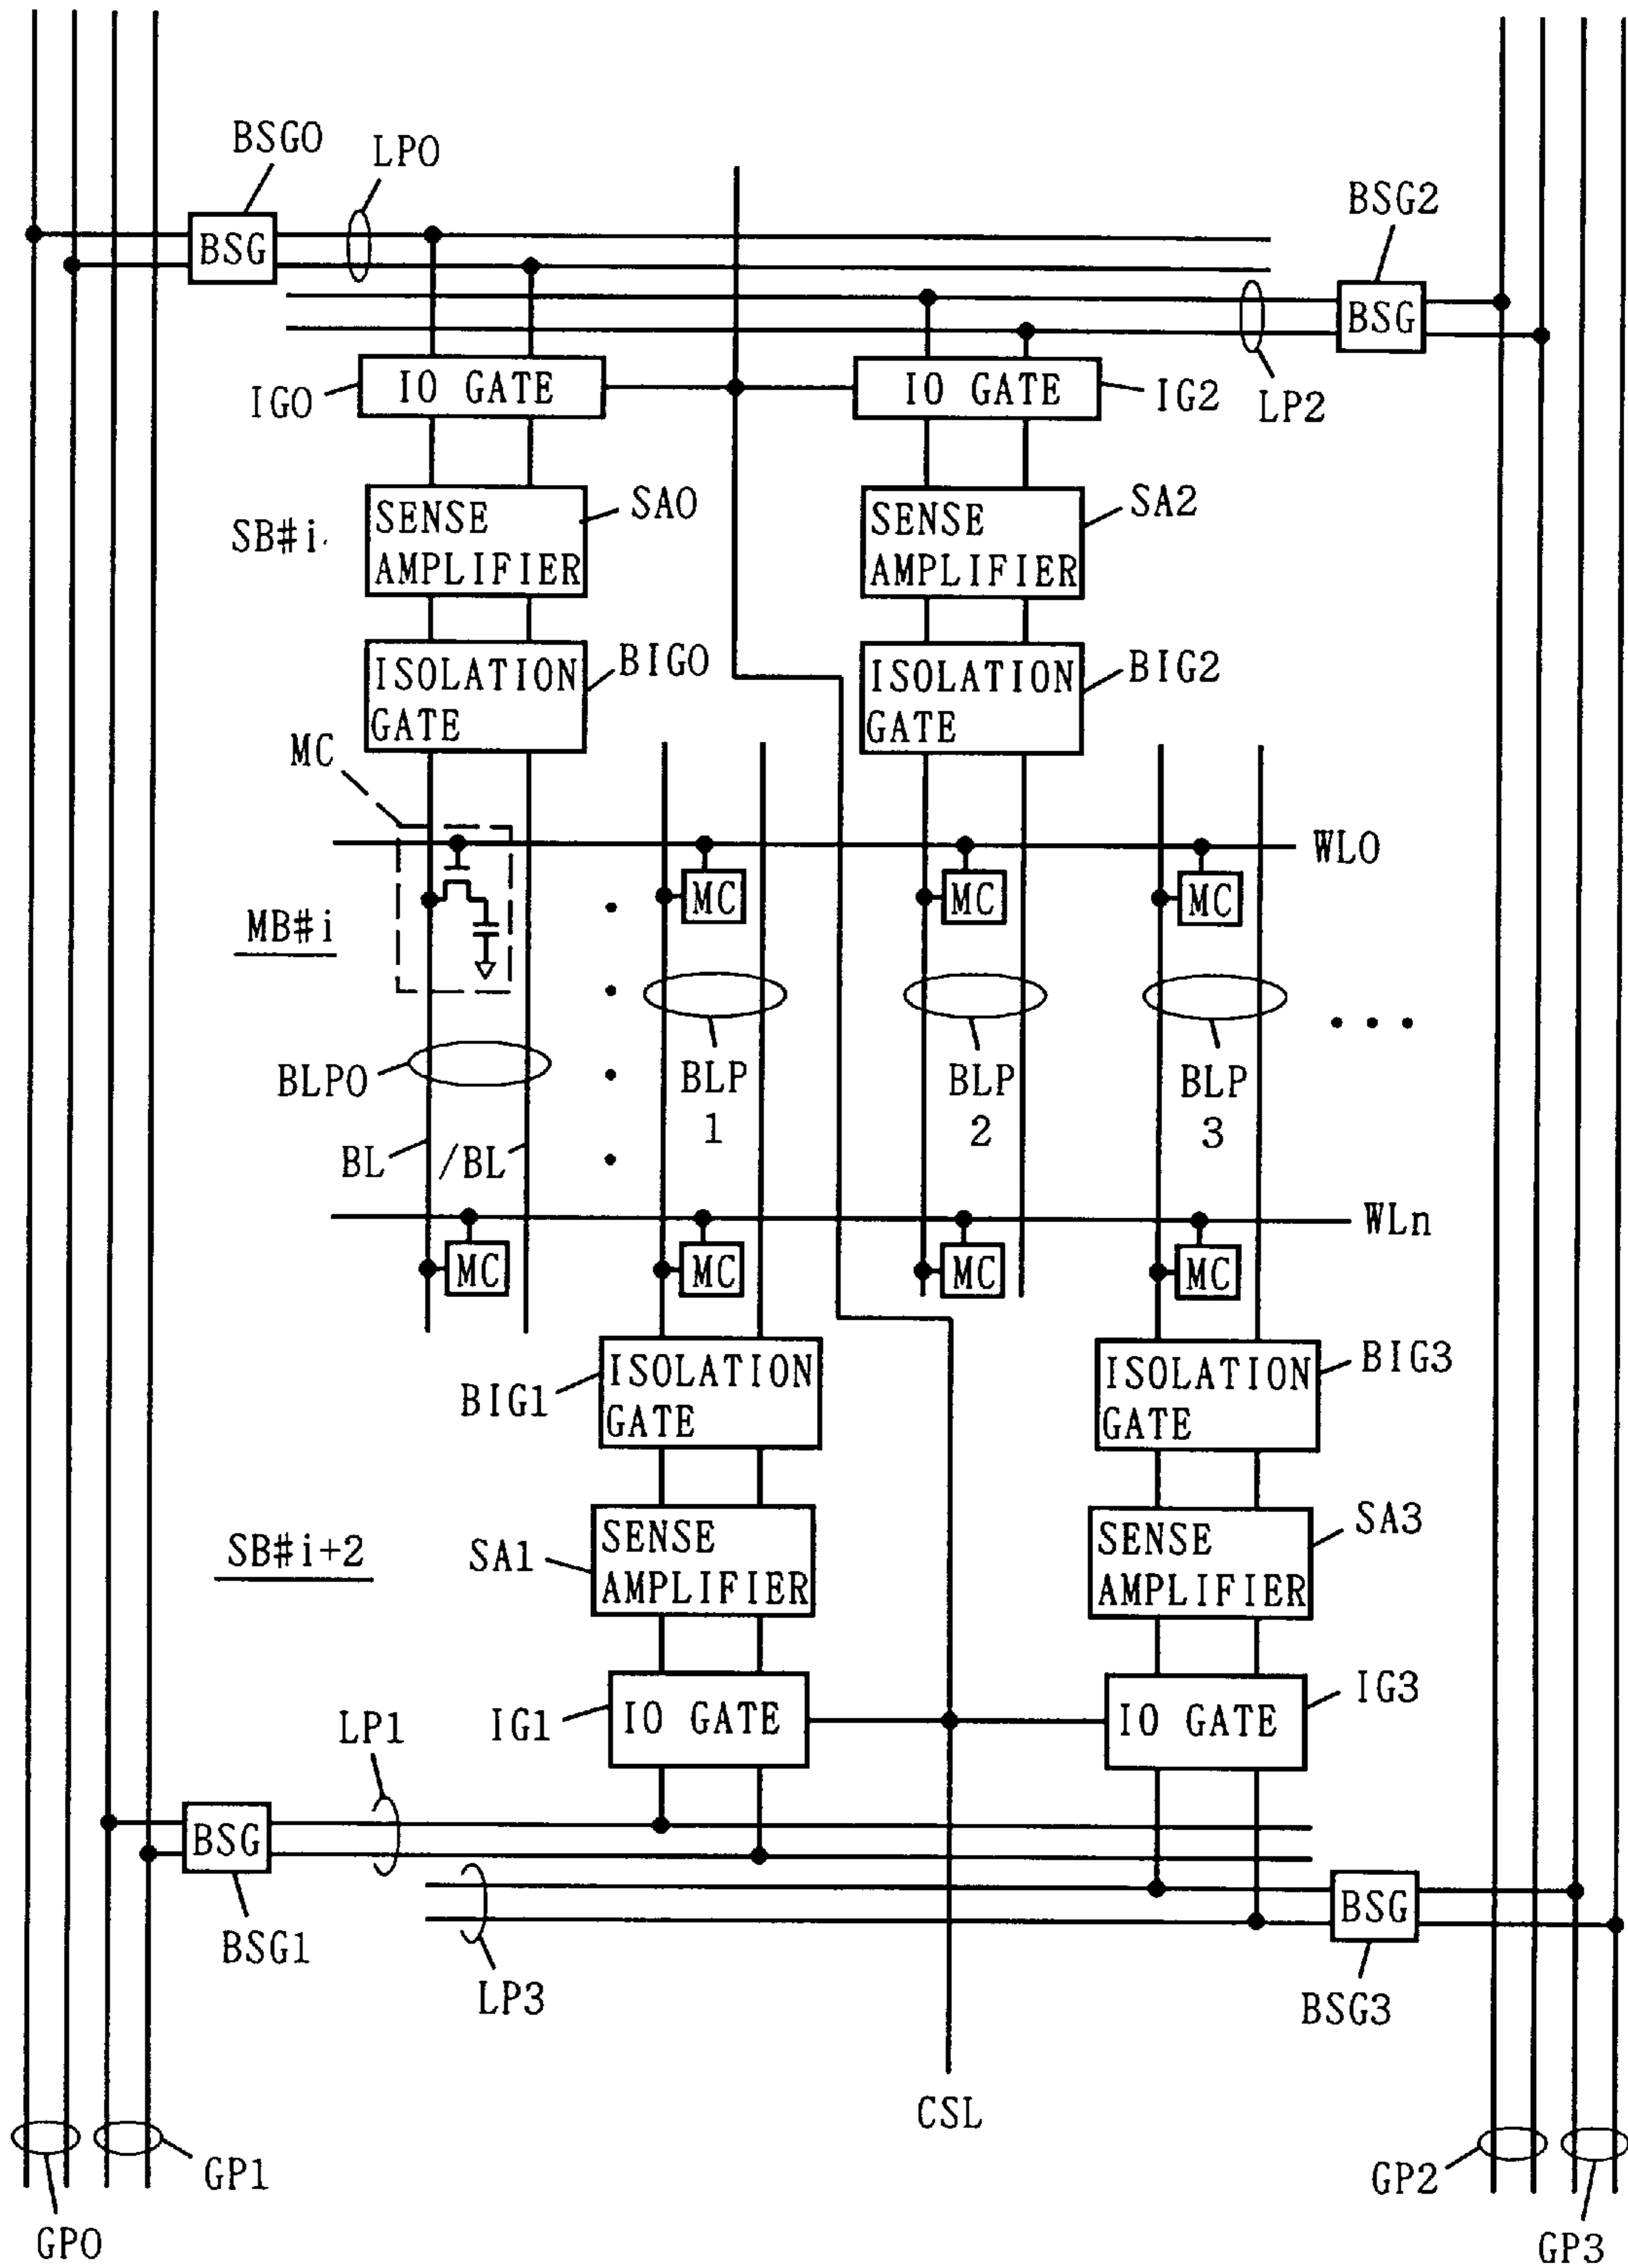 BSG0
LP0
BSG2
BSG
BSG
IO GATE
IG0
IO GATE
IG2
LP2
SB#i
SENSE
AMPLIFIER
SA0
SENSE
AMPLIFIER
SA2
ISOLATION
GATE
BIG0
ISOLATION
GATE
BIG2
MC
WL0
MC
MC
MC
MB#i
BLP0
BLP
1
BLP
2
BLP
3
BL
/BL
WLn
MC
MC
MC
MC
BIG1
ISOLATION
GATE
ISOLATION
GATE
BIG3
SB#i+2
SA1
SENSE
AMPLIFIER
SENSE
AMPLIFIER
SA3
LP1
IG1
IO GATE
IO GATE
IG3
BSG
BSG1
LP3
BSG
BSG3
CSL
GP0
GP1
GP2
GP3